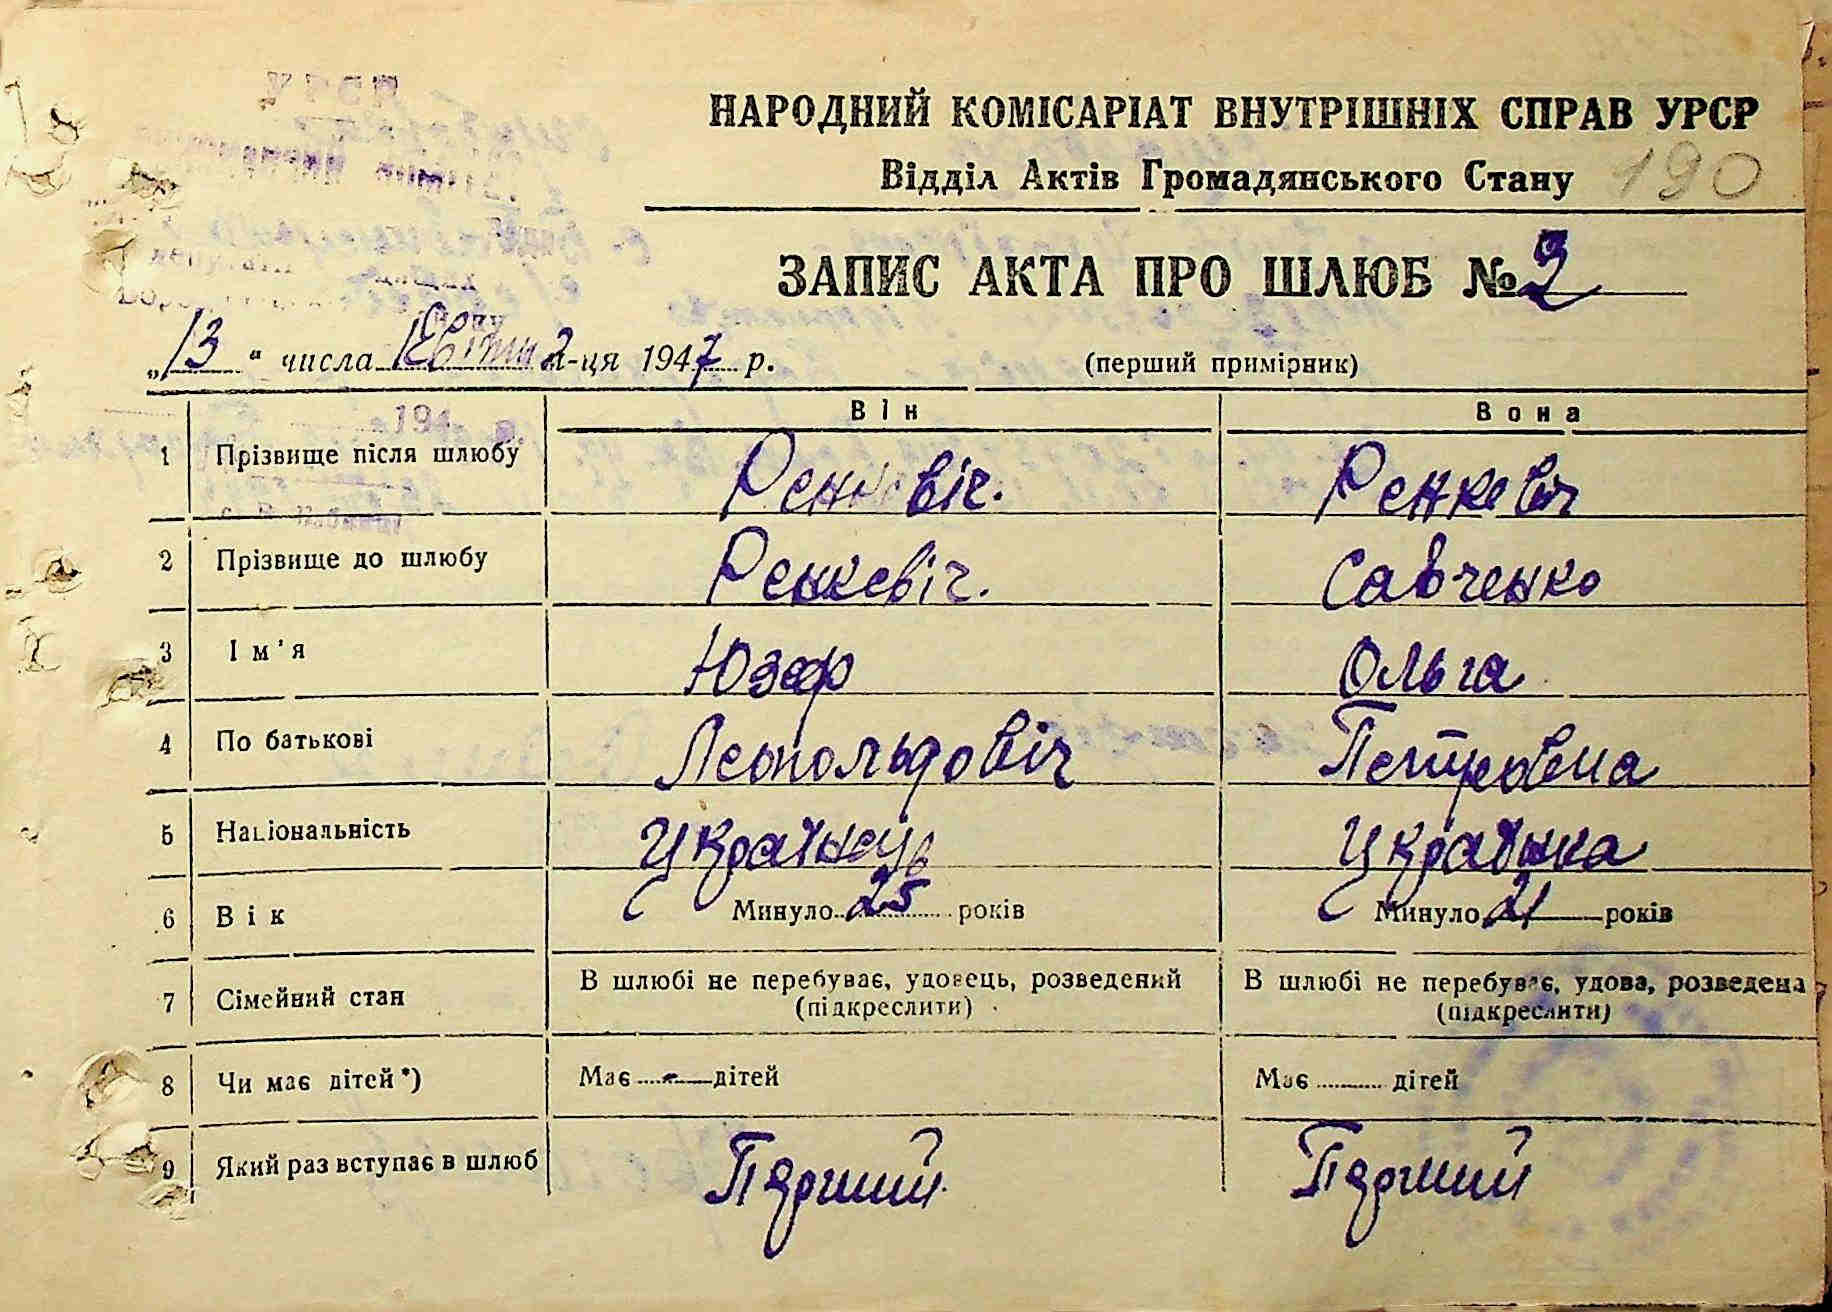 НАРОДНИЙ КОМІСАРІАТ ВНУТРІШНІХ СПРАВ УРСР
Відділ Актів Громадянського Стану 190
ЗАПИС АКТА ПРО ШЛЮБ № 2
„13 " числа Квітни м-ця 1947 р. (перший примірник)
Він Вона
1 Прізвище після шлюбу Ренкевіч. Ренкевіч
2 Прізвище до шлюбу Ренкевіч. Савченко
3 Ім'я Юзеф Ольга
4 По батькові Леопольдовіч Петровна
5 Національність Українець Українка
6 Вік Минуло 25 років Минуло 21 років
7 Сімейний стан В шлюбі не перебуває, удовець, розведений В шлюбі не перебуває, удова, розведена
(підкреслити) (підкреслити)
8 Чи має дітей *) Має - дітей Має дітей
9 Який раз вступає в шлюб Перший Перший